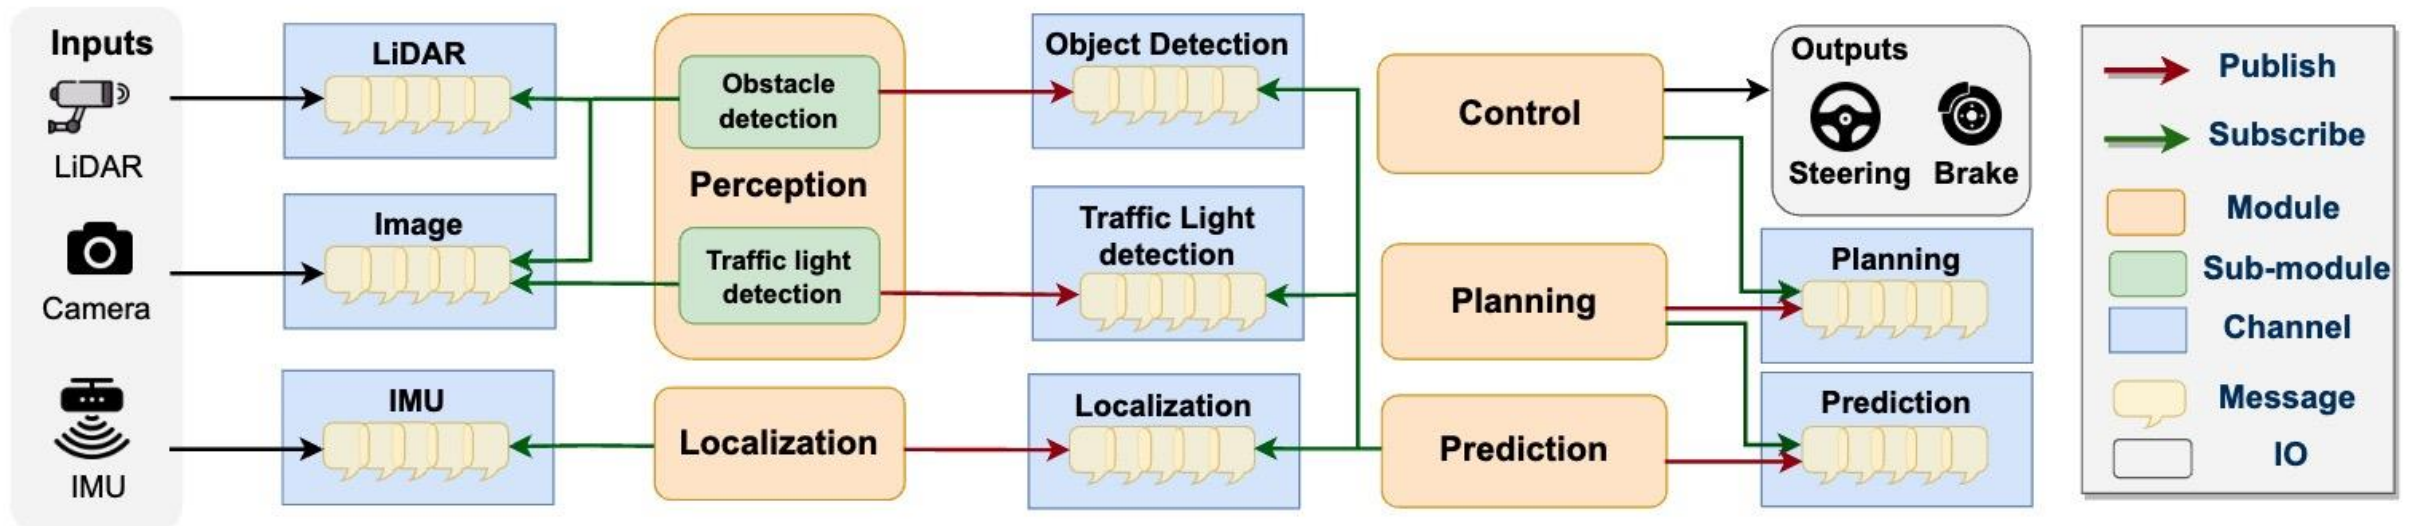 Inputs
LiDAR
Camera
IMU
LiDAR
Image
IMU
Obstacle
detection
Perception
Traffic light
detection
Localization
Object Detection
Traffic Light
detection
Localization
Control
Planning
Prediction
Outputs
Steering Brake
Planning
Prediction
Publish
Subscribe
Module
Sub-module
Channel
Message
IO